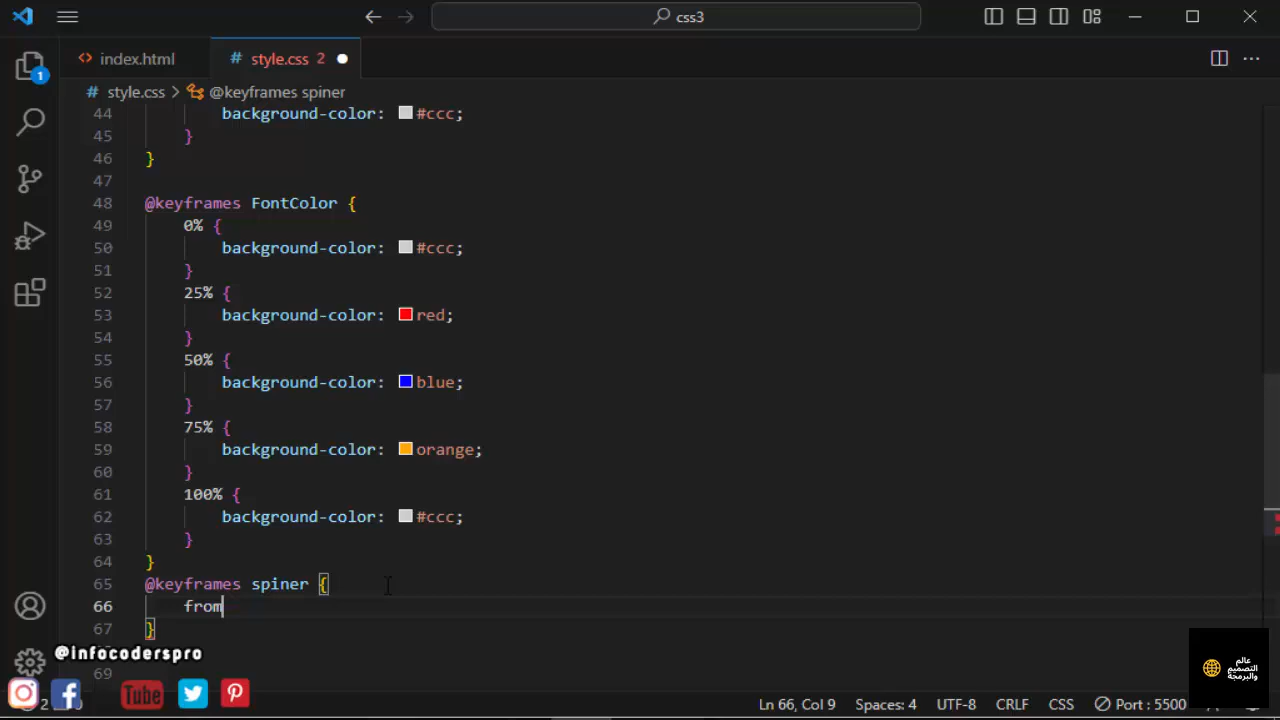 css3
index.html
# style.css 2
1
# style.css > @keyframes spiner
44 background-color: #ccc;
45 }
46 }
47
48 @keyframes FontColor {
49 0% {
50 background-color: #ccc;
51 }
52 25% {
53 background-color: red;
54 }
55 50% {
56 background-color: blue;
57 }
58 75% {
59 background-color: orange;
60 }
61 100% {
62 background-color: #ccc;
63 }
64 }
65 @keyframes spiner {
66 from
67 }
69
@infocoderspro
Tube
عالم
التصميم
والبرمجة
Ln 66, Col 9 Spaces: 4 UTF-8 CRLF CSS Port : 5500